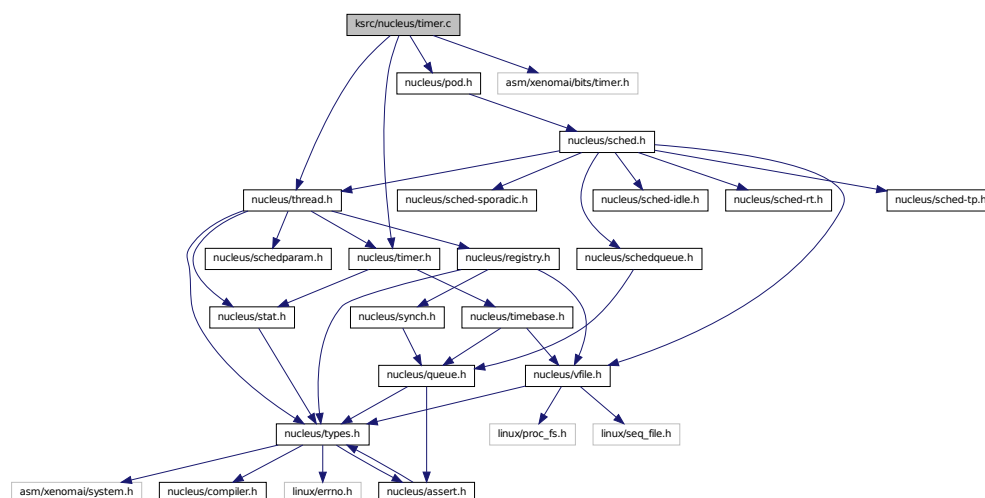 ksrc/nucleus/timer.c
nucleus/pod.h
asm/xenomai/bits/timer.h
nucleus/sched.h
nucleus/thread.h
nucleus/sched-sporadic.h
nucleus/sched-idle.h
nucleus/sched-rt.h
nucleus/sched-tp.h
nucleus/schedparam.h
nucleus/timer.h
nucleus/registry.h
nucleus/schedqueue.h
nucleus/stat.h
nucleus/synch.h
nucleus/timebase.h
nucleus/queue.h
nucleus/vfile.h
nucleus/types.h
linux/proc_fs.h
linux/seq_file.h
asm/xenomai/system.h
nucleus/compiler.h
linux/errno.h
nucleus/assert.h